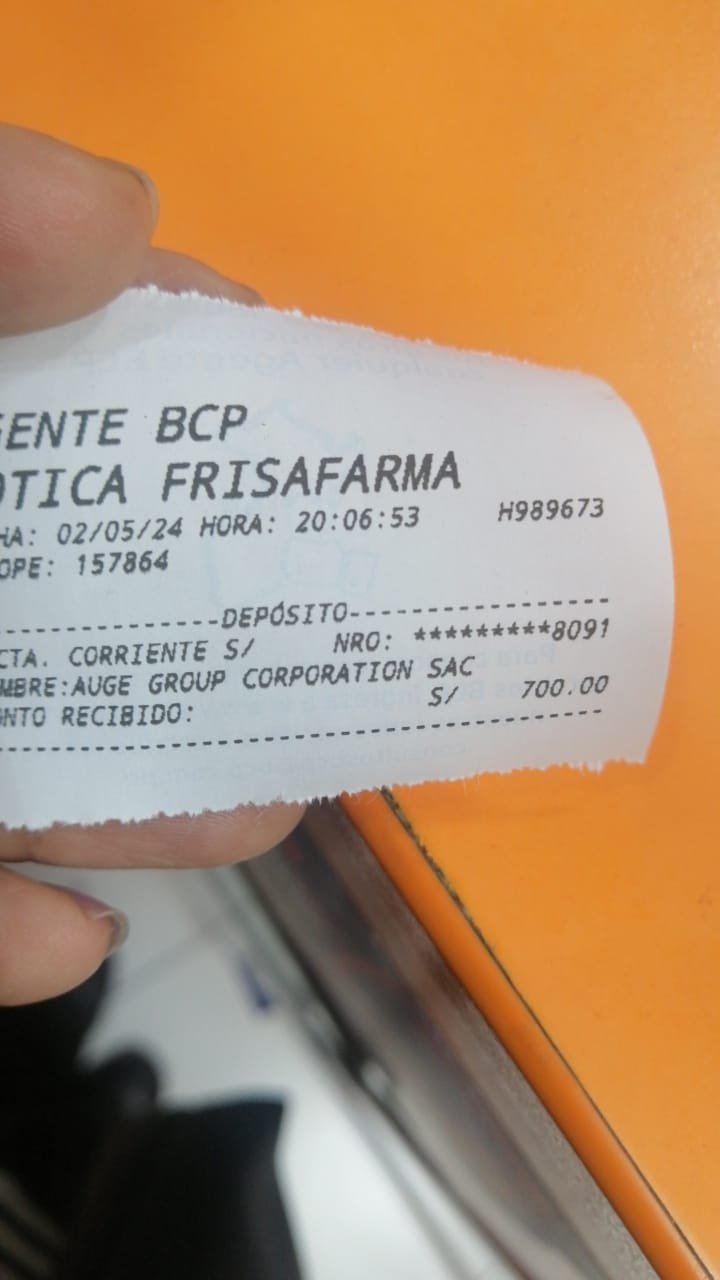 GENTE BCP
OTICA FRISAFARMA
HA: 02/05/24 HORA: 20:06:53 H989673
OPE: 157864
---------------DEPÓSITO------------------
CTA. CORRIENTE S/ NRO: *********8091
MBRE:AUGE GROUP CORPORATION SAC
NTO RECIBIDO: S/ 700.00